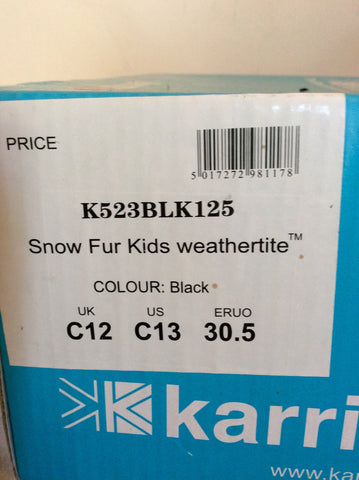 PRICE
5 017272 981178
K523BLK125
Snow Fur Kids weathertite™
COLOUR: Black
UK US ERUO
C12 C13 30.5
karri
www.kar